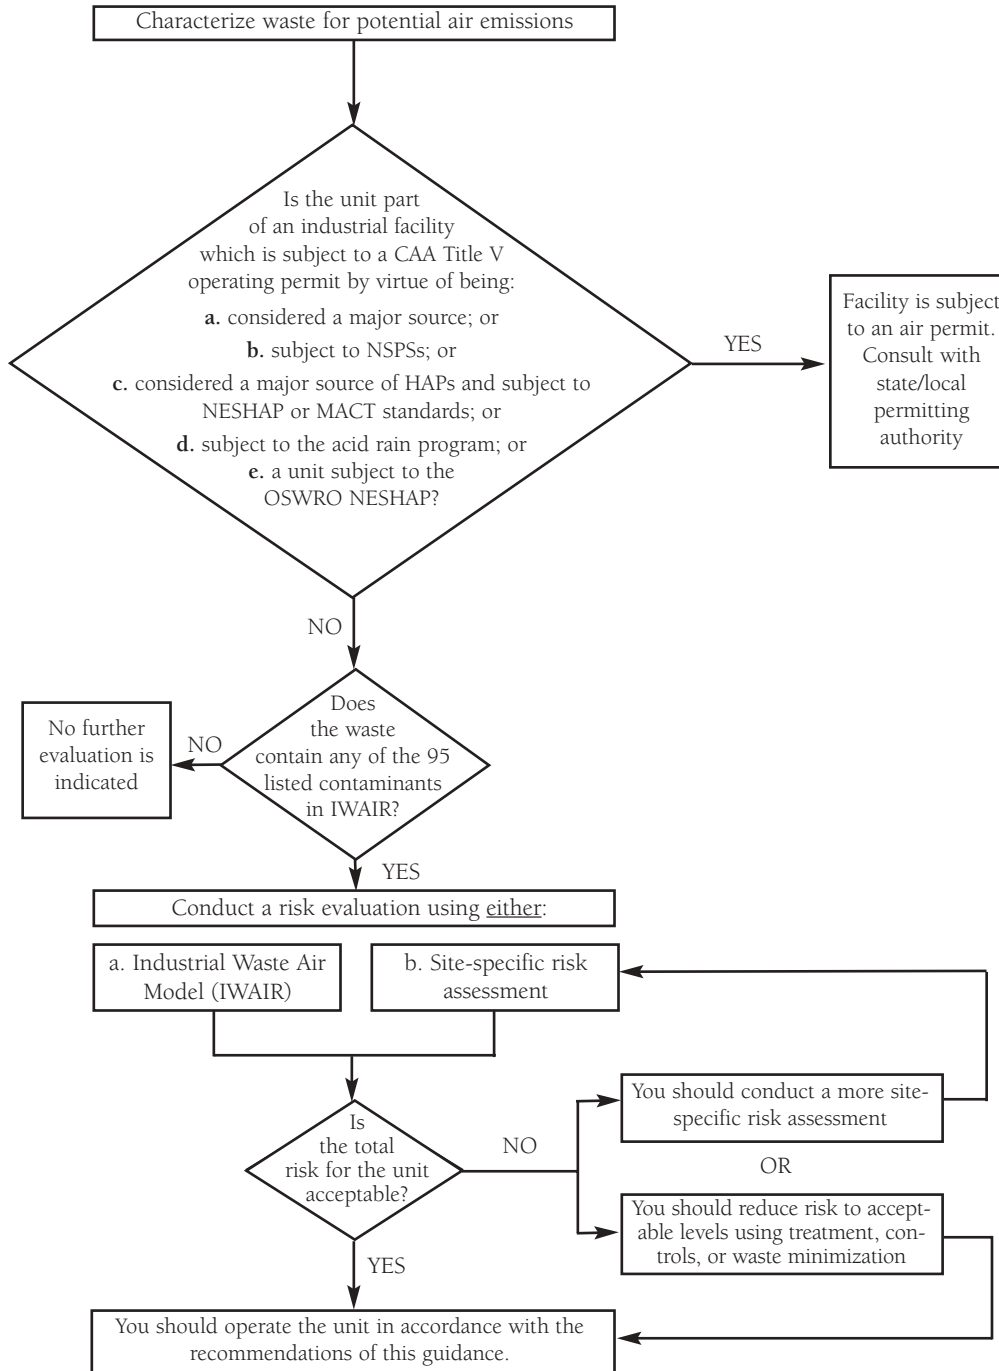 Characterize waste for potential air emissions
Is the unit part
of an industrial facility
which is subject to a CAA Title V
operating permit by virtue of being:
a. considered a major source; or
b. subject to NSPSs; or
c. considered a major source of HAPs and subject to
NESHAP or MACT standards; or
d. subject to the acid rain program; or
e. a unit subject to the
OSWRO NESHAP?
YES
Facility is subject
to an air permit.
Consult with
state/local
permitting
authority
NO
Does
the waste
contain any of the 95
listed contaminants
in IWAIR?
NO
No further
evaluation is
indicated
YES
Conduct a risk evaluation using either:
a. Industrial Waste Air
Model (IWAIR)
b. Site-specific risk
assessment
Is
the total
risk for the unit
acceptable?
NO
You should conduct a more site-
specific risk assessment
OR
You should reduce risk to accept-
able levels using treatment, con-
trols, or waste minimization
YES
You should operate the unit in accordance with the
recommendations of this guidance.